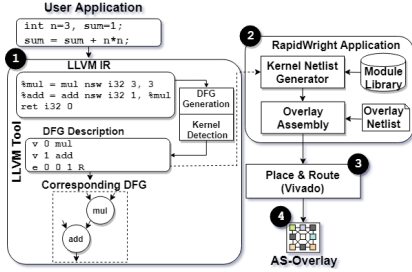 User Application
int n=3, sum=1;
sum = sum + n*n;
1
LLVM IR
%mul = mul nsw i32 3, 3
%add = add nsw i32 1, %mul
ret i32 0
DFG
Generation
Kernel
Detection
LLVM Tool
DFG Description
v 0 mul
v 1 add
e 0 0 1 R
Corresponding DFG
mul
add
2
RapidWright Application
Kernel Netlist
Generator
Module
Library
Overlay
Assembly
Overlay
Netlist
3
Place & Route
(Vivado)
4
AS-Overlay